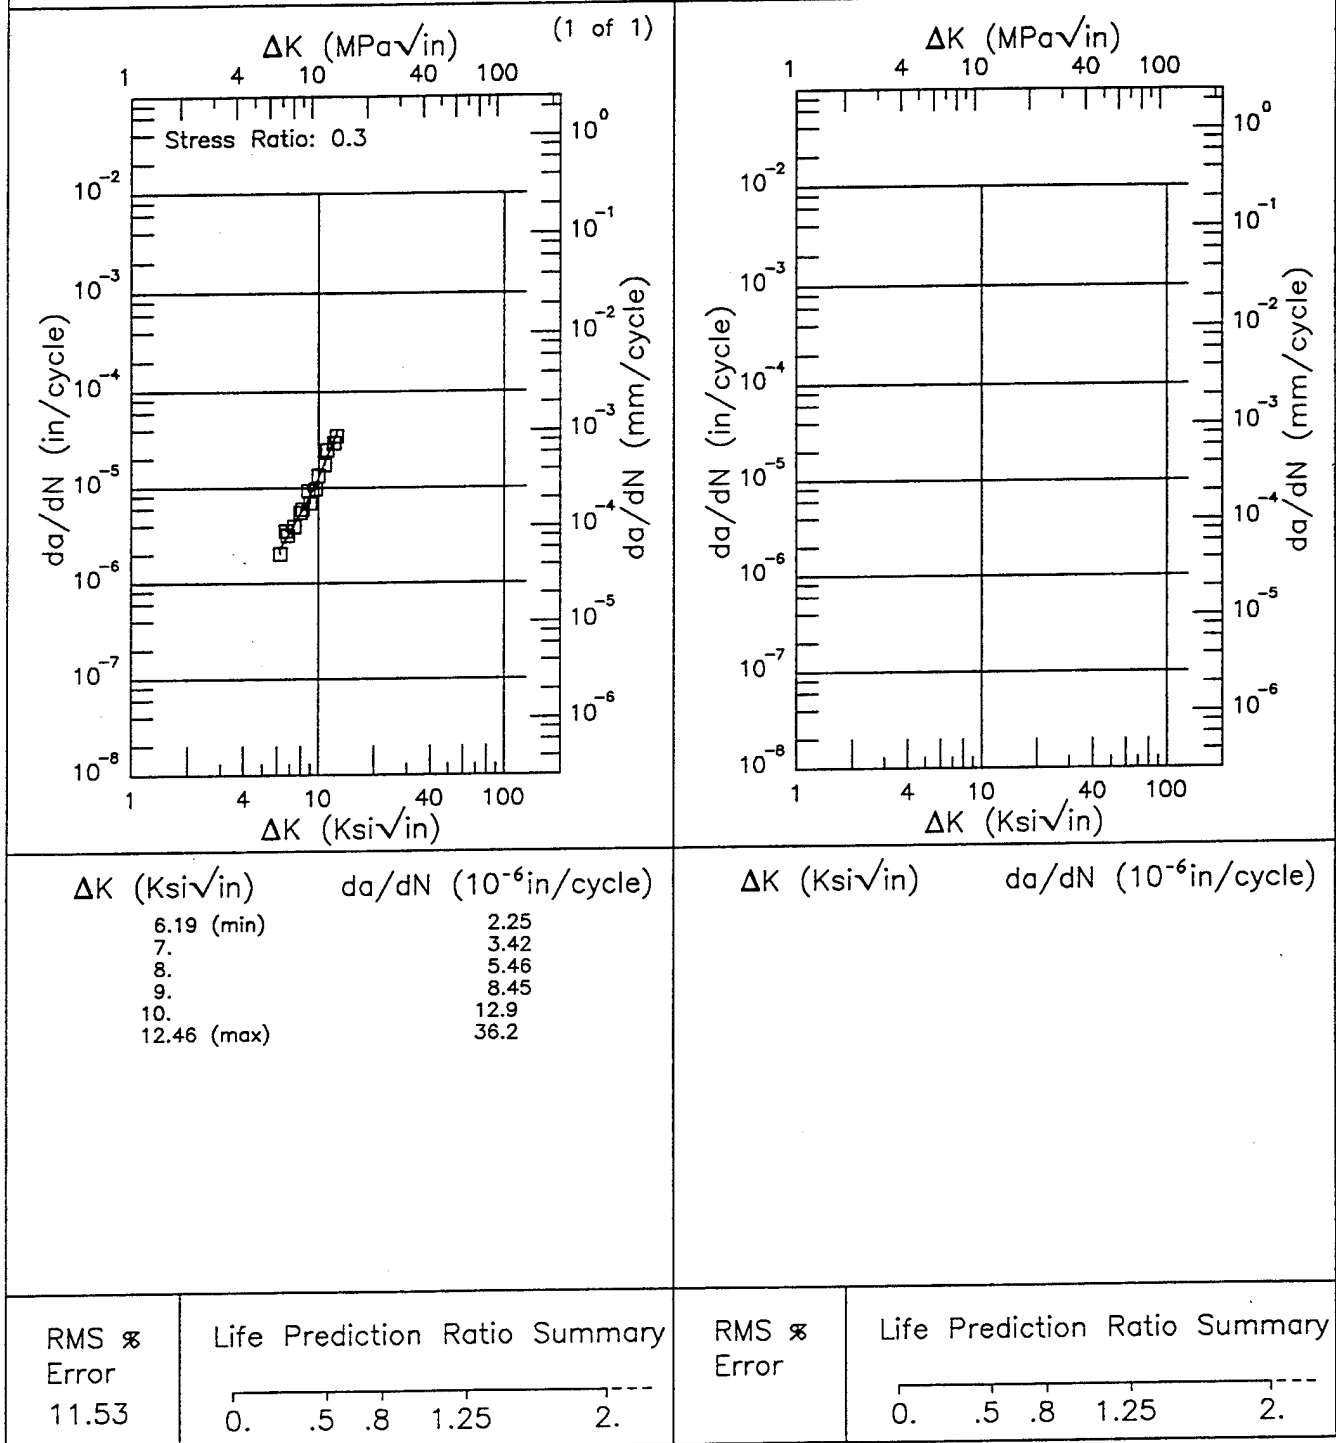 (1 of 1)
ΔK (MPa√in)
1 4 10 40 100
Stress Ratio: 0.3
10⁻²
10⁻³
10⁻⁴
10⁻⁵
10⁻⁶
10⁻⁷
10⁻⁸
da/dN (in/cycle)
10⁰
10⁻¹
10⁻²
10⁻³
10⁻⁴
10⁻⁵
10⁻⁶
da/dN (mm/cycle)
1 4 10 40 100
ΔK (Ksi√in)
ΔK (MPa√in)
1 4 10 40 100
10⁻²
10⁻³
10⁻⁴
10⁻⁵
10⁻⁶
10⁻⁷
10⁻⁸
da/dN (in/cycle)
10⁰
10⁻¹
10⁻²
10⁻³
10⁻⁴
10⁻⁵
10⁻⁶
da/dN (mm/cycle)
1 4 10 40 100
ΔK (Ksi√in)
ΔK (Ksi√in) da/dN (10⁻⁶in/cycle)
6.19 (min) 2.25
7. 3.42
8. 5.46
9. 8.45
10. 12.9
12.46 (max) 36.2
ΔK (Ksi√in) da/dN (10⁻⁶in/cycle)
RMS %
Error
11.53
Life Prediction Ratio Summary
0. .5 .8 1.25 2.
RMS %
Error
Life Prediction Ratio Summary
0. .5 .8 1.25 2.